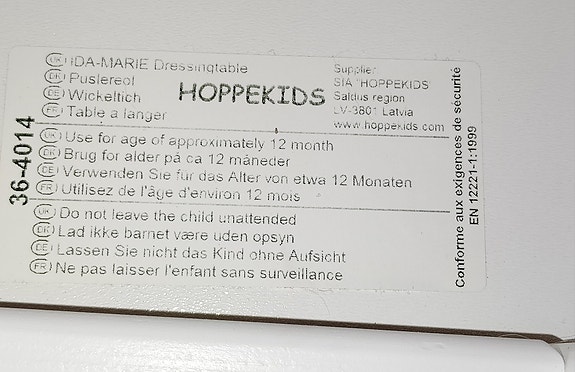 UK IDA-MARIE Dressingtable
DK Puslereol
DE Wickeltich
FR Table a langer
HOPPEKIDS
Supplier
SIA "HOPPEKIDS"
Saldus region
LV-3801 Latvia
www.hoppekids.com
36-4014
UK Use for age of approximately 12 month
DK Brug for alder på ca 12 måneder
DE Verwenden Sie für das Alter von etwa 12 Monaten
FR Utilisez de l'âge d'environ 12 mois
UK Do not leave the child unattended
DK Lad ikke barnet være uden opsyn
DE Lassen Sie nicht das Kind ohne Aufsicht
FR Ne pas laisser l'enfant sans surveillance
Conforme aux exigences de sécurité
EN 12221-1:1999